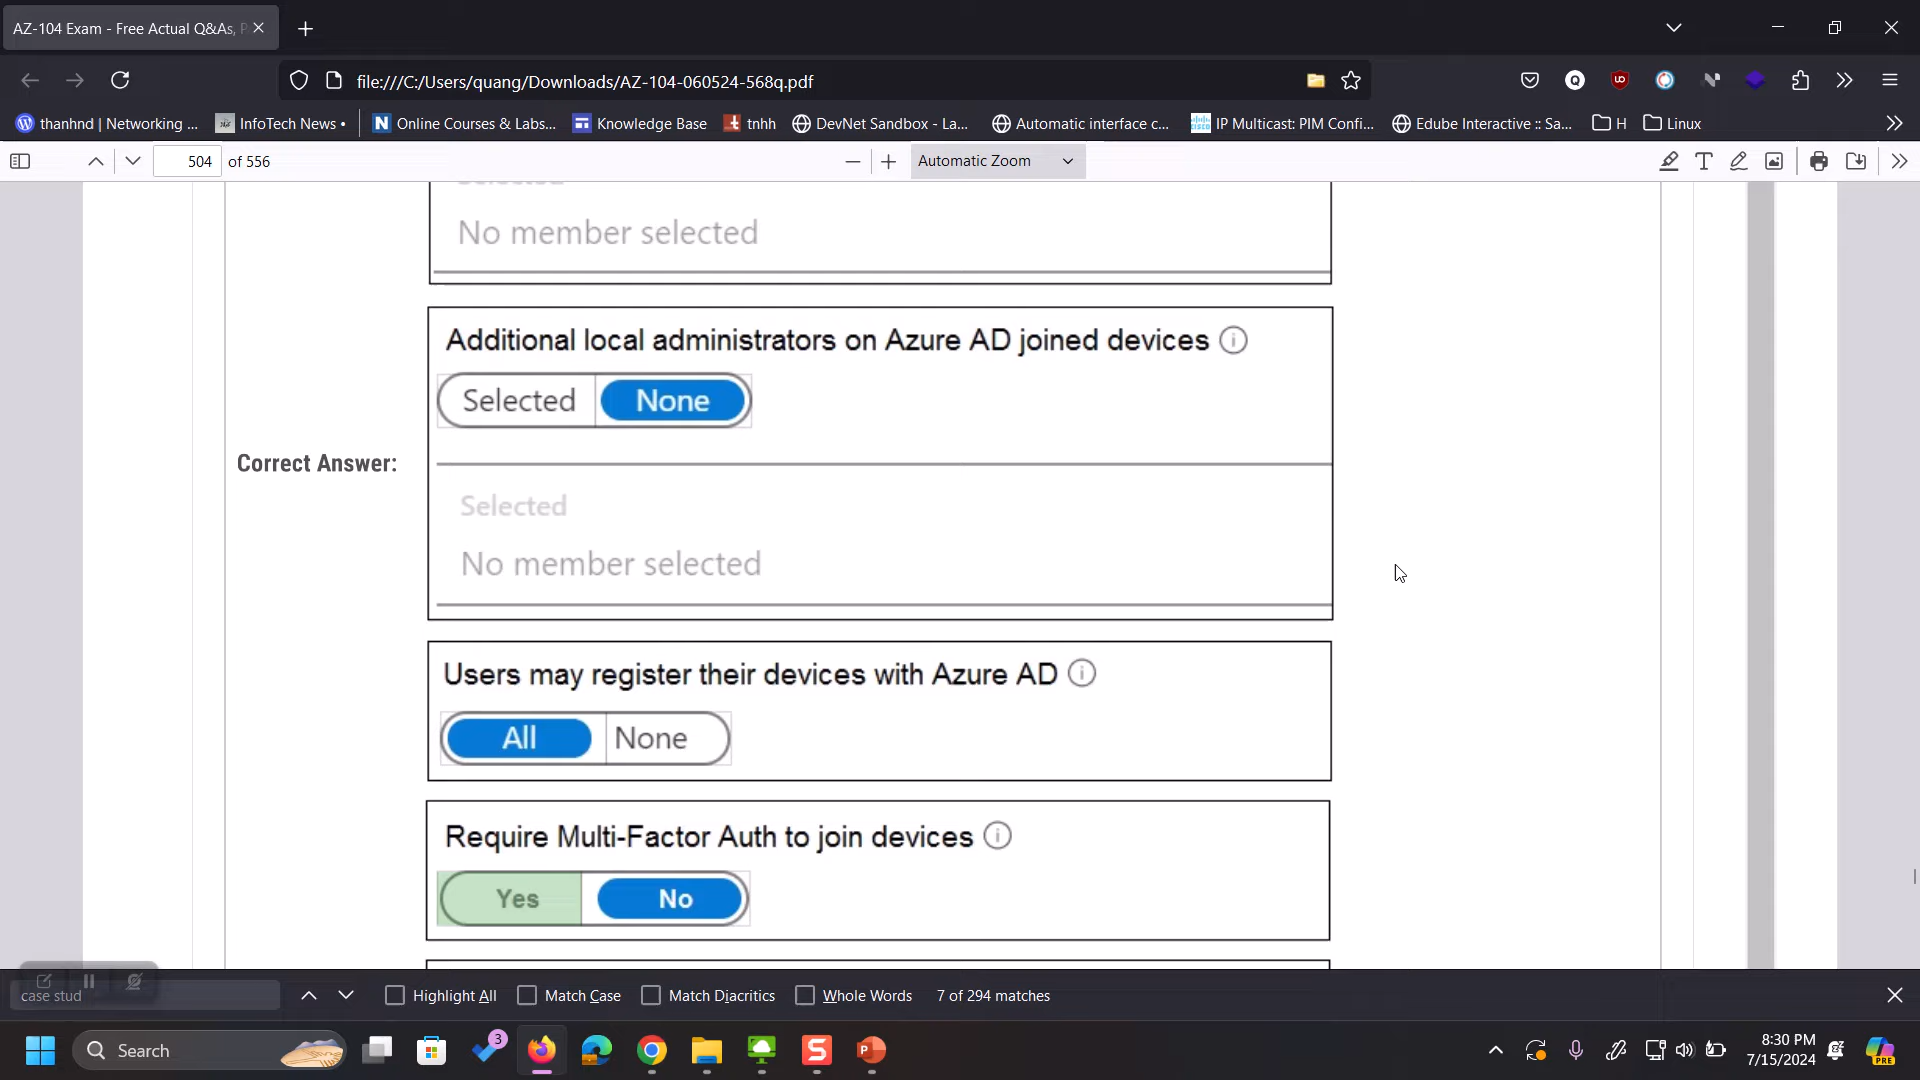 AZ-104 Exam - Free Actual Q&As, P
file:///C:/Users/quang/Downloads/AZ-104-060524-568q.pdf
thanhnd | Networking ...
InfoTech News •
Online Courses & Labs...
Knowledge Base
tnhh
DevNet Sandbox - La...
Automatic interface c...
IP Multicast: PIM Confi...
Edube Interactive :: Sa...
H
Linux
504 of 556
Automatic Zoom
Selected
No member selected
Additional local administrators on Azure AD joined devices
Selected None
Correct Answer:
Selected
No member selected
Users may register their devices with Azure AD
All None
Require Multi-Factor Auth to join devices
Yes No
case stud
Highlight All
Match Case
Match Diacritics
Whole Words
7 of 294 matches
Search
3
8:30 PM
7/15/2024
PRE